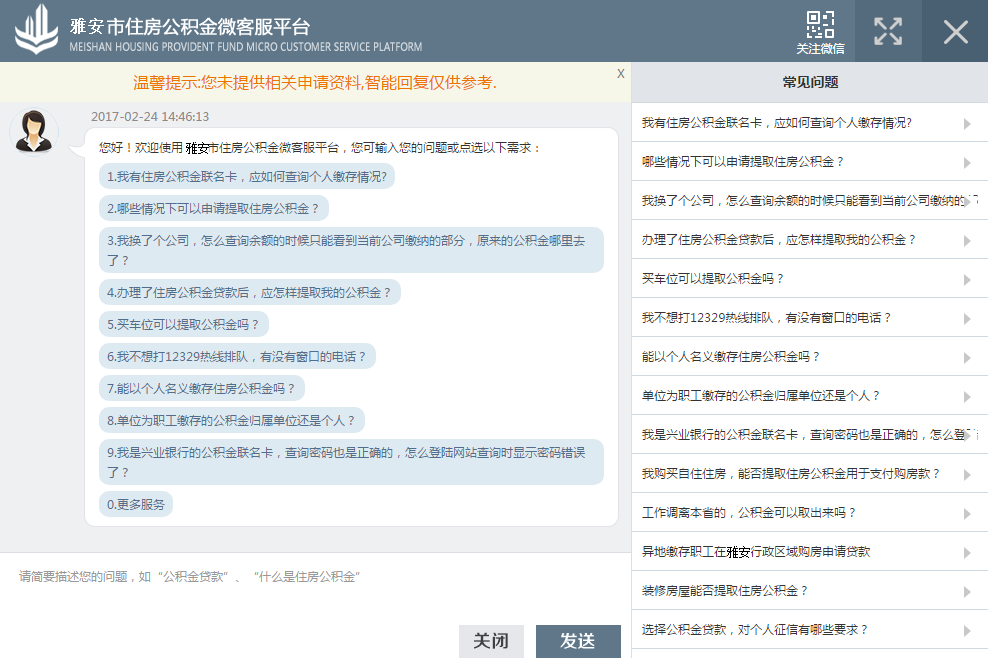 雅安市住房公积金微客服平台
MEISHAN HOUSING PROVIDENT FUND MICRO CUSTOMER SERVICE PLATFORM
关注微信
温馨提示:您未提供相关申请资料,智能回复仅供参考.
X
2017-02-24 14:46:13
您好！欢迎使用 雅安市住房公积金微客服平台，您可输入您的问题或点选以下需求：
1.我有住房公积金联名卡，应如何查询个人缴存情况?
2.哪些情况下可以申请提取住房公积金？
3.我换了个公司，怎么查询余额的时候只能看到当前公司缴纳的部分，原来的公积金哪里去
了？
4.办理了住房公积金贷款后，应怎样提取我的公积金？
5.买车位可以提取公积金吗？
6.我不想打12329热线排队，有没有窗口的电话？
7.能以个人名义缴存住房公积金吗？
8.单位为职工缴存的公积金归属单位还是个人？
9.我是兴业银行的公积金联名卡，查询密码也是正确的，怎么登陆网站查询时显示密码错误
了？
0.更多服务
请简要描述您的问题，如“公积金贷款”、“什么是住房公积金”
关闭
发送
常见问题
我有住房公积金联名卡，应如何查询个人缴存情况?
哪些情况下可以申请提取住房公积金？
我换了个公司，怎么查询余额的时候只能看到当前公司缴纳的
办理了住房公积金贷款后，应怎样提取我的公积金？
买车位可以提取公积金吗？
我不想打12329热线排队，有没有窗口的电话？
能以个人名义缴存住房公积金吗？
单位为职工缴存的公积金归属单位还是个人？
我是兴业银行的公积金联名卡，查询密码也是正确的，怎么登
我购买自住住房，能否提取住房公积金用于支付购房款？
工作调离本省的，公积金可以取出来吗？
异地缴存职工在雅安行政区域购房申请贷款
装修房屋能否提取住房公积金？
选择公积金贷款，对个人征信有哪些要求？